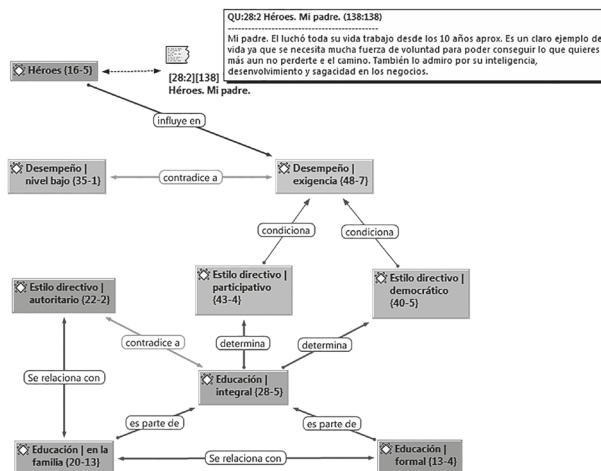 QU:28:2 Héroes. Mi padre. (138:138)
Mi padre. El luchó toda su vida trabajo desde los 10 años aprox. Es un claro ejemplo de
vida ya que se necesita mucha fuerza de voluntad para poder conseguir lo que quieres
más aun no perderte e el camino. También lo admiro por su inteligencia,
desenvolvimiento y sagacidad en los negocios.
Héroes {16-5}
[28:2][138]
Héroes. Mi padre.
influye en
Desempeño |
nivel bajo {35-1}
contradice a
Desempeño |
exigencia {48-7}
condiciona
condiciona
Estilo directivo |
autoritario {22-2}
Estilo directivo |
participativo
{43-4}
Estilo directivo |
democrático
{40-5}
contradice a
determina
determina
Se relaciona con
Educación |
integral {28-5}
es parte de
es parte de
Educación | en la
familia {20-13}
Se relaciona con
Educación |
formal {13-4}